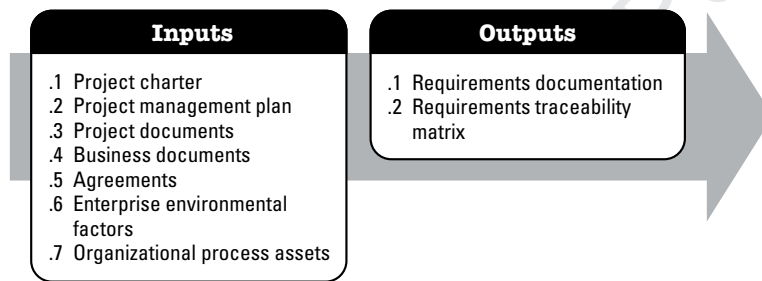 Inputs
.1 Project charter
.2 Project management plan
.3 Project documents
.4 Business documents
.5 Agreements
.6 Enterprise environmental
factors
.7 Organizational process assets
Outputs
.1 Requirements documentation
.2 Requirements traceability
matrix